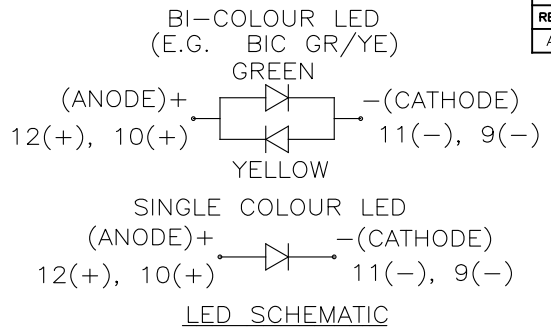 BI-COLOUR LED
(E.G. BIC GR/YE)
GREEN
(ANODE)+ -(CATHODE)
12(+), 10(+) 11(-), 9(-)
YELLOW
SINGLE COLOUR LED
(ANODE)+ -(CATHODE)
12(+), 10(+) 11(-), 9(-)
LED SCHEMATIC